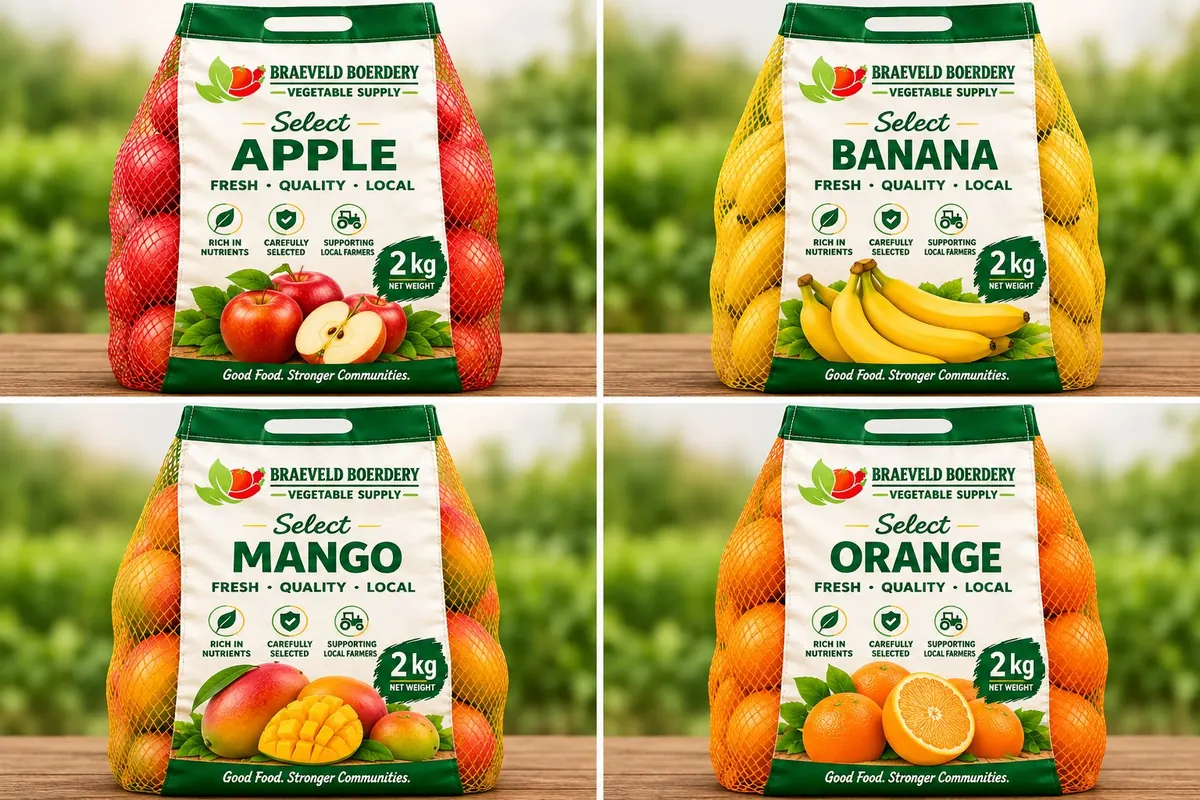 BRAEVELD BOERDERY
VEGETABLE SUPPLY
Select
APPLE
FRESH · QUALITY · LOCAL
RICH IN
NUTRIENTS
CAREFULLY
SELECTED
SUPPORTING
LOCAL FARMERS
2 kg
NET WEIGHT
Good Food. Stronger Communities.
BRAEVELD BOERDERY
VEGETABLE SUPPLY
Select
BANANA
FRESH · QUALITY · LOCAL
RICH IN
NUTRIENTS
CAREFULLY
SELECTED
SUPPORTING
LOCAL FARMERS
2 kg
NET WEIGHT
Good Food. Stronger Communities.
BRAEVELD BOERDERY
VEGETABLE SUPPLY
Select
MANGO
FRESH · QUALITY · LOCAL
RICH IN
NUTRIENTS
CAREFULLY
SELECTED
SUPPORTING
LOCAL FARMERS
2 kg
NET WEIGHT
Good Food. Stronger Communities.
BRAEVELD BOERDERY
VEGETABLE SUPPLY
Select
ORANGE
FRESH · QUALITY · LOCAL
RICH IN
NUTRIENTS
CAREFULLY
SELECTED
SUPPORTING
LOCAL FARMERS
2 kg
NET WEIGHT
Good Food. Stronger Communities.